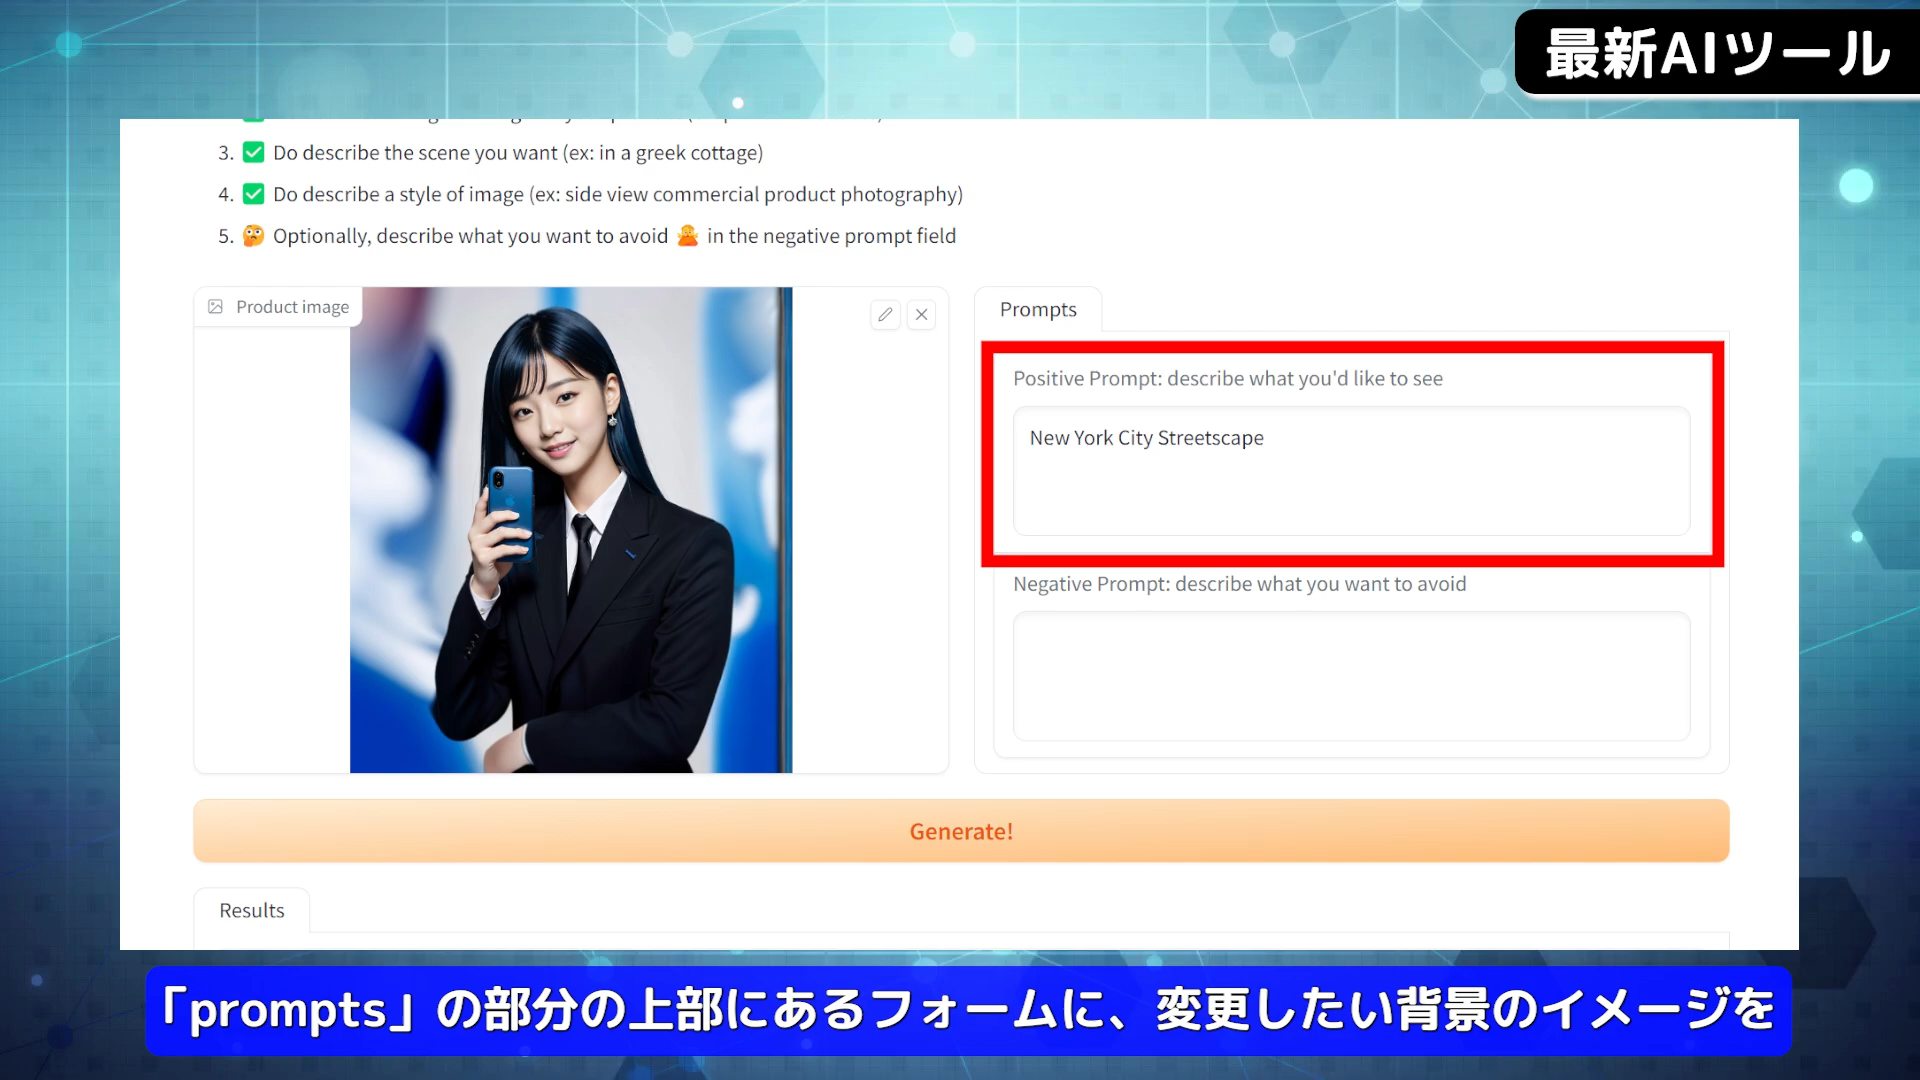 最新AIツール
3. ✅ Do describe the scene you want (ex: in a greek cottage)
4. ✅ Do describe a style of image (ex: side view commercial product photography)
5. 🤔 Optionally, describe what you want to avoid 🙅 in the negative prompt field
Product image
Prompts
Positive Prompt: describe what you'd like to see
New York City Streetscape
Negative Prompt: describe what you want to avoid
Generate!
Results
「prompts」の部分の上部にあるフォームに、変更したい背景のイメージを